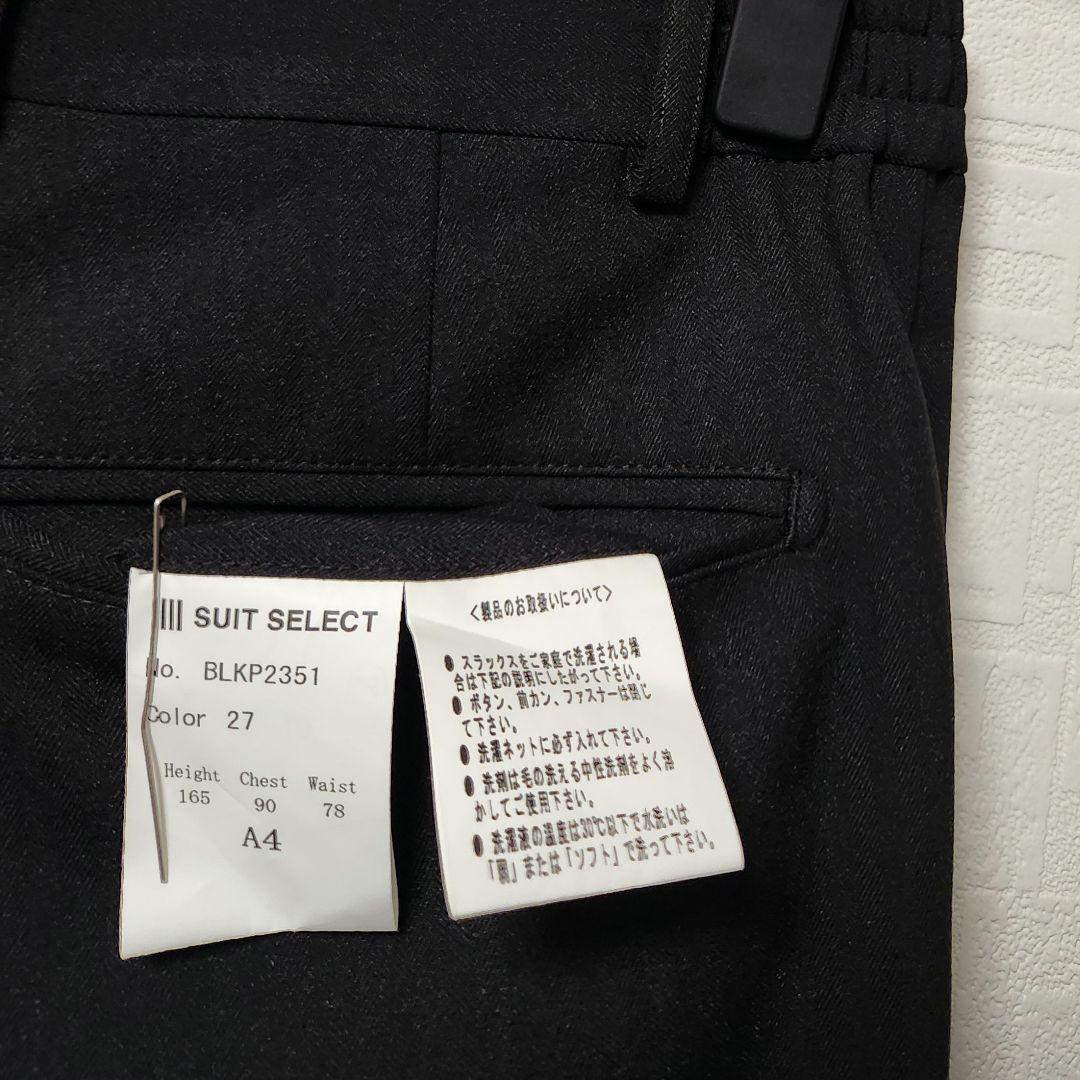 SUIT SELECT
No. BLKP2351
Color 27
Height Chest Waist
165 90 78
A4
<製品のお取扱いについて>
● スラックスをご家庭で洗濯される場
合は下記の説明にしたがって下さい。
● ボタン、前カン、ファスナーは閉じ
て下さい。
● 洗濯ネットに必ず入れて下さい。
● 洗剤は毛の洗える中性洗剤をよく溶
かしてご使用下さい。
● 洗濯液の温度は30℃以下で水洗いは
「弱」または「ソフト」で洗って下さい。